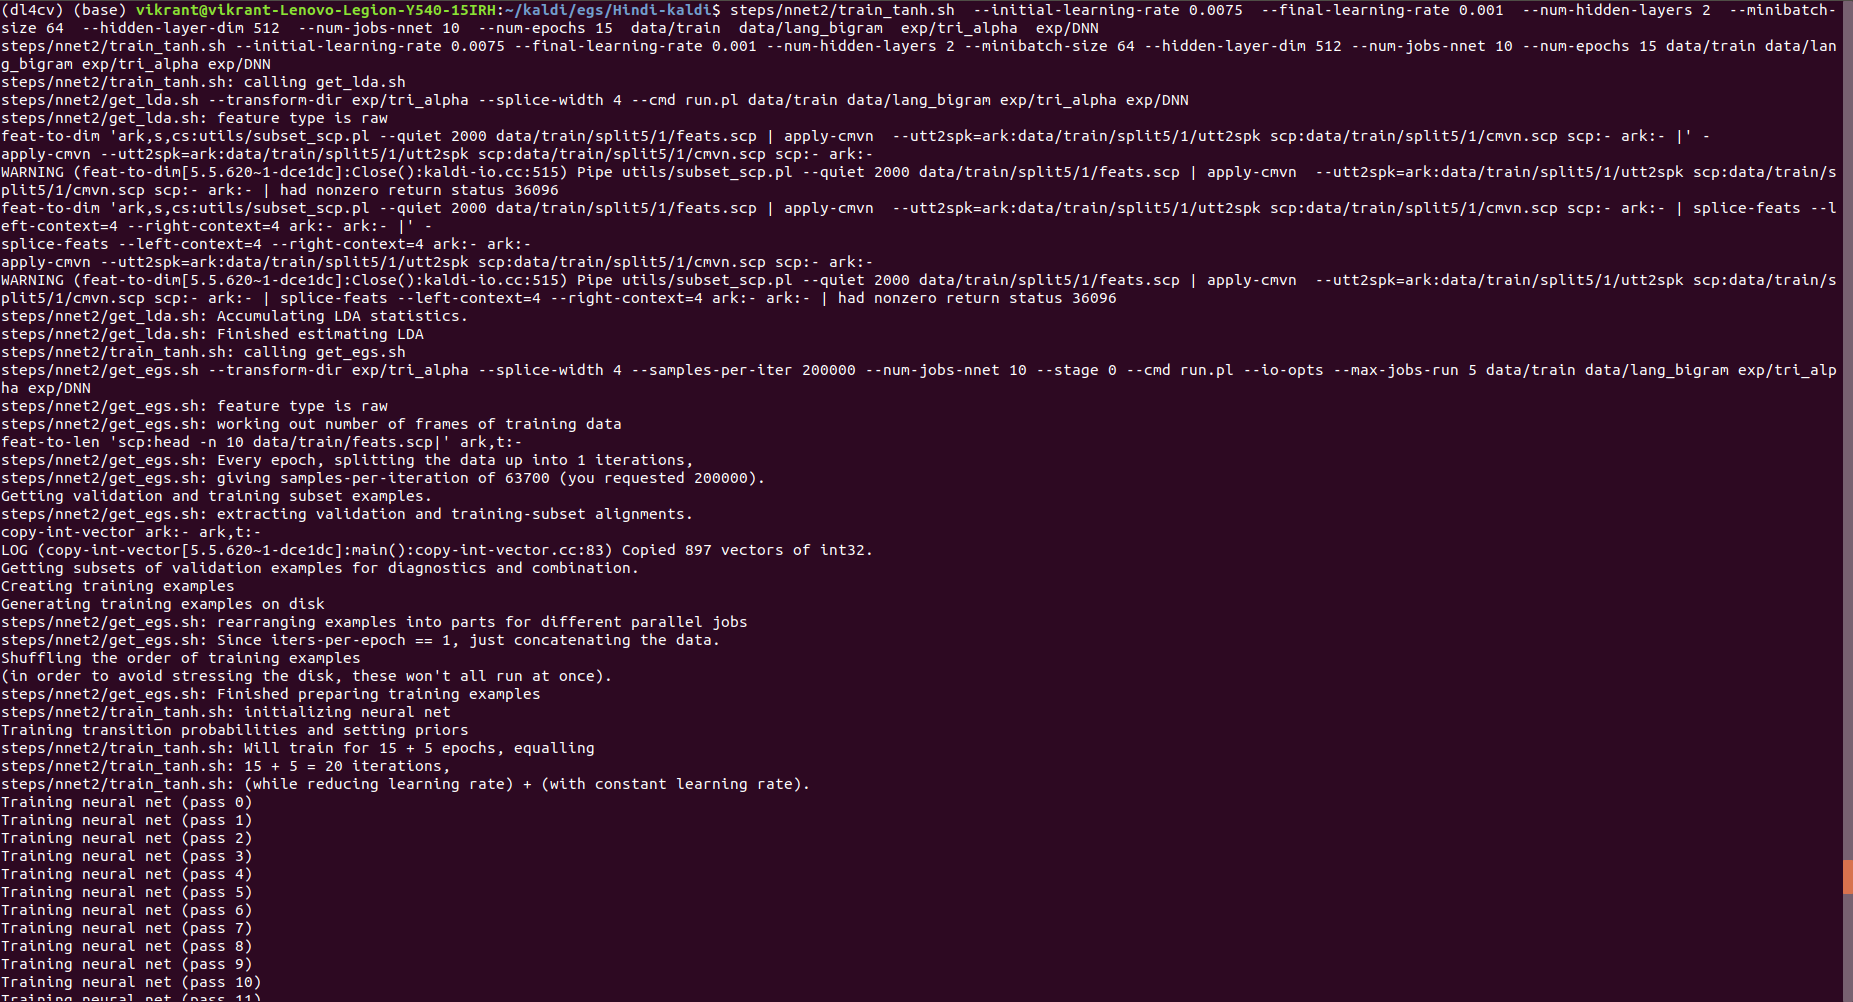 (dl4cv) (base) vikrant@vikrant-Lenovo-Legion-Y540-15IRH:~/kaldi/egs/Hindi-kaldi$ steps/nnet2/train_tanh.sh  --initial-learning-rate 0.0075  --final-learning-rate 0.001  --num-hidden-layers 2  --minibatch-
size 64  --hidden-layer-dim 512  --num-jobs-nnet 10  --num-epochs 15  data/train  data/lang_bigram  exp/tri_alpha  exp/DNN
steps/nnet2/train_tanh.sh --initial-learning-rate 0.0075 --final-learning-rate 0.001 --num-hidden-layers 2 --minibatch-size 64 --hidden-layer-dim 512 --num-jobs-nnet 10 --num-epochs 15 data/train data/lan
g_bigram exp/tri_alpha exp/DNN
steps/nnet2/train_tanh.sh: calling get_lda.sh
steps/nnet2/get_lda.sh --transform-dir exp/tri_alpha --splice-width 4 --cmd run.pl data/train data/lang_bigram exp/tri_alpha exp/DNN
steps/nnet2/get_lda.sh: feature type is raw
feat-to-dim 'ark,s,cs:utils/subset_scp.pl --quiet 2000 data/train/split5/1/feats.scp | apply-cmvn  --utt2spk=ark:data/train/split5/1/utt2spk scp:data/train/split5/1/cmvn.scp scp:- ark:- |' -
apply-cmvn --utt2spk=ark:data/train/split5/1/utt2spk scp:data/train/split5/1/cmvn.scp scp:- ark:-
WARNING (feat-to-dim[5.5.620~1-dce1dc]:Close():kaldi-io.cc:515) Pipe utils/subset_scp.pl --quiet 2000 data/train/split5/1/feats.scp | apply-cmvn  --utt2spk=ark:data/train/split5/1/utt2spk scp:data/train/s
plit5/1/cmvn.scp scp:- ark:- | had nonzero return status 36096
feat-to-dim 'ark,s,cs:utils/subset_scp.pl --quiet 2000 data/train/split5/1/feats.scp | apply-cmvn  --utt2spk=ark:data/train/split5/1/utt2spk scp:data/train/split5/1/cmvn.scp scp:- ark:- | splice-feats --l
eft-context=4 --right-context=4 ark:- ark:- |' -
splice-feats --left-context=4 --right-context=4 ark:- ark:-
apply-cmvn --utt2spk=ark:data/train/split5/1/utt2spk scp:data/train/split5/1/cmvn.scp scp:- ark:-
WARNING (feat-to-dim[5.5.620~1-dce1dc]:Close():kaldi-io.cc:515) Pipe utils/subset_scp.pl --quiet 2000 data/train/split5/1/feats.scp | apply-cmvn  --utt2spk=ark:data/train/split5/1/utt2spk scp:data/train/s
plit5/1/cmvn.scp scp:- ark:- | splice-feats --left-context=4 --right-context=4 ark:- ark:- | had nonzero return status 36096
steps/nnet2/get_lda.sh: Accumulating LDA statistics.
steps/nnet2/get_lda.sh: Finished estimating LDA
steps/nnet2/train_tanh.sh: calling get_egs.sh
steps/nnet2/get_egs.sh --transform-dir exp/tri_alpha --splice-width 4 --samples-per-iter 200000 --num-jobs-nnet 10 --stage 0 --cmd run.pl --io-opts --max-jobs-run 5 data/train data/lang_bigram exp/tri_alp
ha exp/DNN
steps/nnet2/get_egs.sh: feature type is raw
steps/nnet2/get_egs.sh: working out number of frames of training data
feat-to-len 'scp:head -n 10 data/train/feats.scp|' ark,t:-
steps/nnet2/get_egs.sh: Every epoch, splitting the data up into 1 iterations,
steps/nnet2/get_egs.sh: giving samples-per-iteration of 63700 (you requested 200000).
Getting validation and training subset examples.
steps/nnet2/get_egs.sh: extracting validation and training-subset alignments.
copy-int-vector ark:- ark,t:-
LOG (copy-int-vector[5.5.620~1-dce1dc]:main():copy-int-vector.cc:83) Copied 897 vectors of int32.
Getting subsets of validation examples for diagnostics and combination.
Creating training examples
Generating training examples on disk
steps/nnet2/get_egs.sh: rearranging examples into parts for different parallel jobs
steps/nnet2/get_egs.sh: Since iters-per-epoch == 1, just concatenating the data.
Shuffling the order of training examples
(in order to avoid stressing the disk, these won't all run at once).
steps/nnet2/get_egs.sh: Finished preparing training examples
steps/nnet2/train_tanh.sh: initializing neural net
Training transition probabilities and setting priors
steps/nnet2/train_tanh.sh: Will train for 15 + 5 epochs, equalling
steps/nnet2/train_tanh.sh: 15 + 5 = 20 iterations,
steps/nnet2/train_tanh.sh: (while reducing learning rate) + (with constant learning rate).
Training neural net (pass 0)
Training neural net (pass 1)
Training neural net (pass 2)
Training neural net (pass 3)
Training neural net (pass 4)
Training neural net (pass 5)
Training neural net (pass 6)
Training neural net (pass 7)
Training neural net (pass 8)
Training neural net (pass 9)
Training neural net (pass 10)
Training neural net (pass 11)